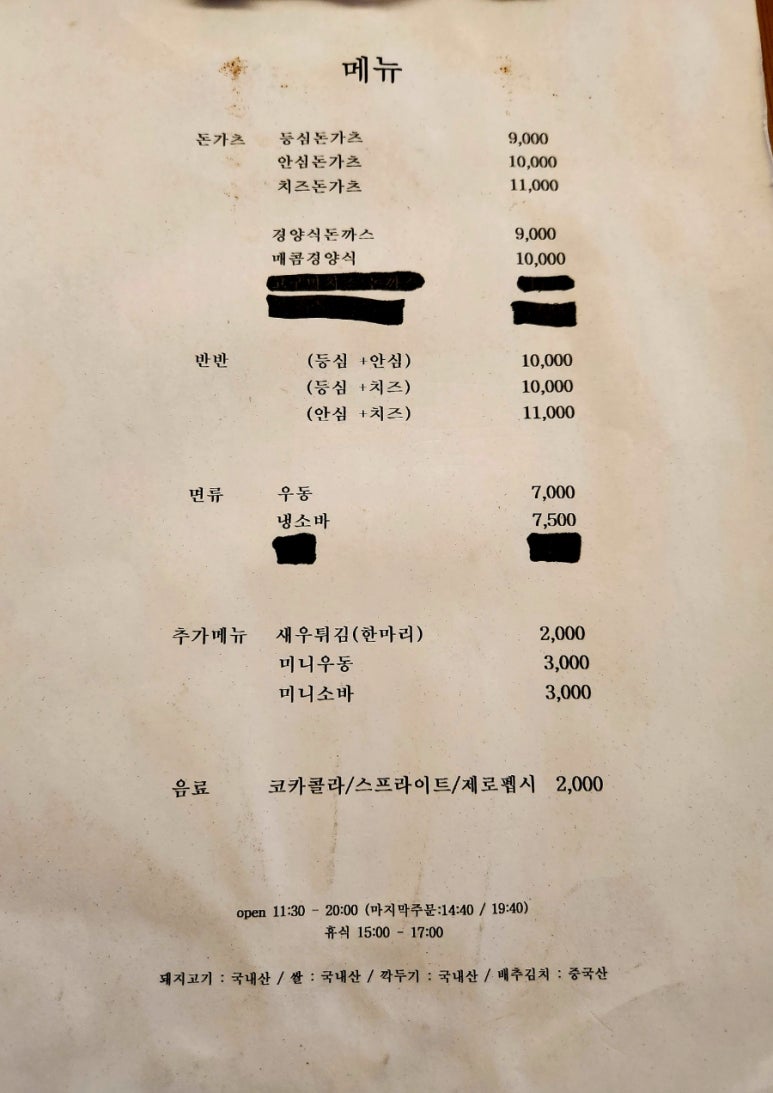 메뉴
돈가츠 등심돈가츠 9,000
안심돈가츠 10,000
치즈돈가츠 11,000
경양식돈까스 9,000
매콤경양식 10,000
반반 (등심 +안심) 10,000
(등심 +치즈) 10,000
(안심 +치즈) 11,000
면류 우동 7,000
냉소바 7,500
추가메뉴 새우튀김(한마리) 2,000
미니우동 3,000
미니소바 3,000
음료 코카콜라/스프라이트/제로펩시 2,000
open 11:30 - 20:00 (마지막주문:14:40 / 19:40)
휴식 15:00 - 17:00
돼지고기 : 국내산 / 쌀 : 국내산 / 깍두기 : 국내산 / 배추김치 : 중국산